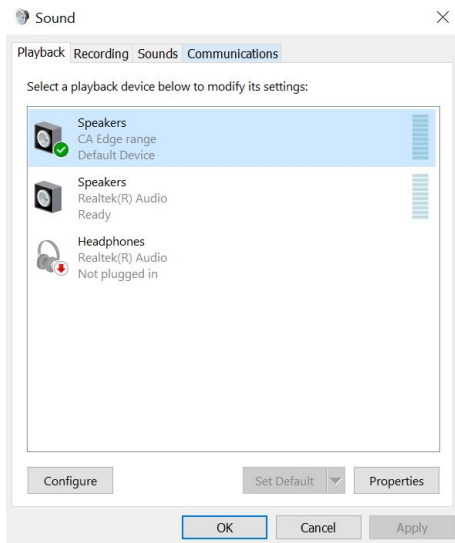 Sound
Playback Recording Sounds Communications
Select a playback device below to modify its settings:
Speakers
CA Edge range
Default Device
Speakers
Realtek(R) Audio
Ready
Headphones
Realtek(R) Audio
Not plugged in
Configure Set Default Properties
OK Cancel Apply